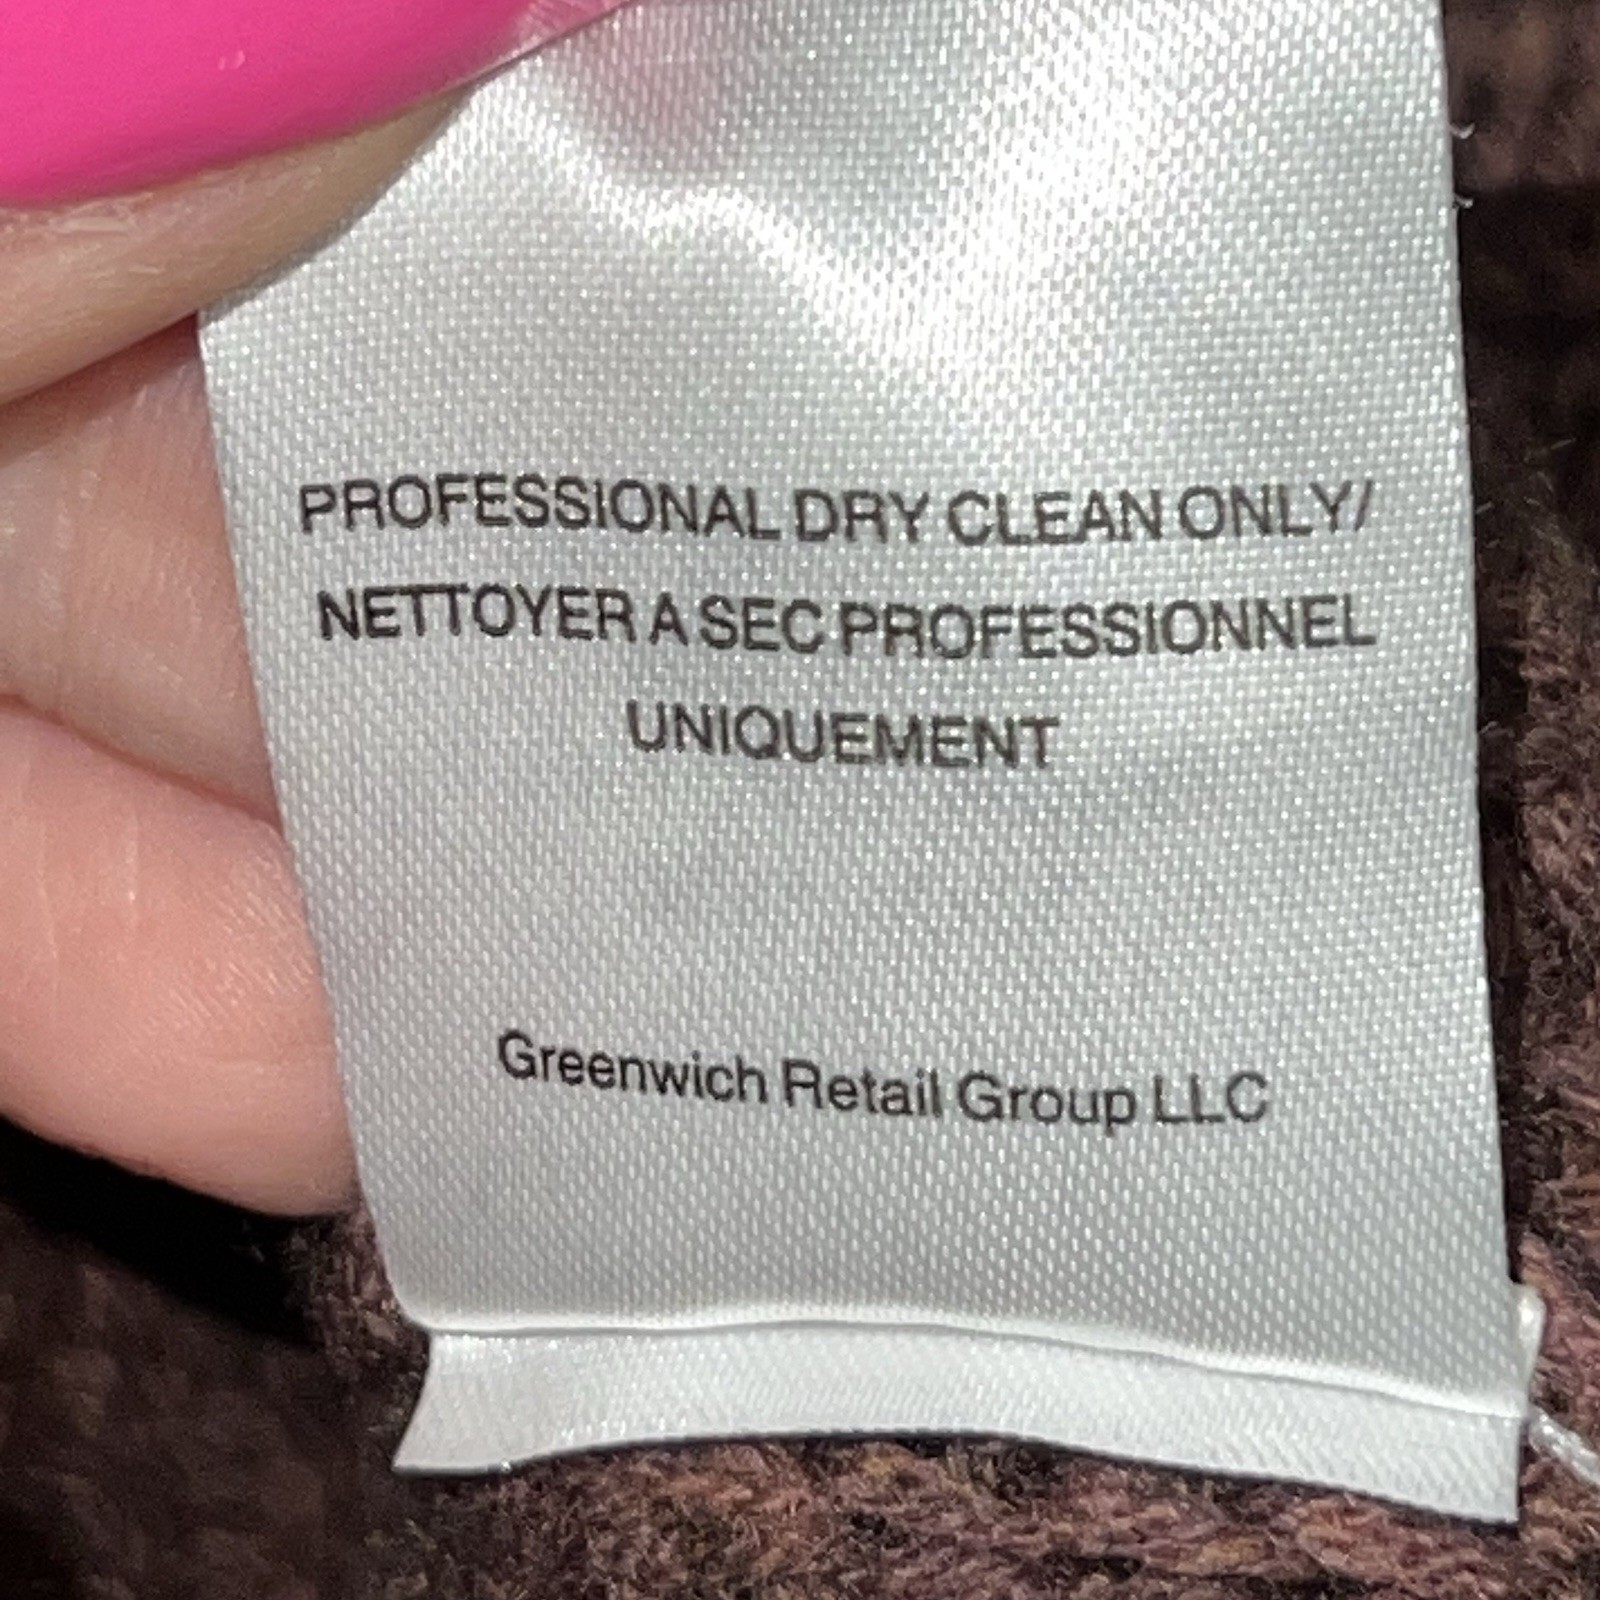 PROFESSIONAL DRY CLEAN ONLY/
NETTOYER A SEC PROFESSIONNEL
UNIQUEMENT
Greenwich Retail Group LLC